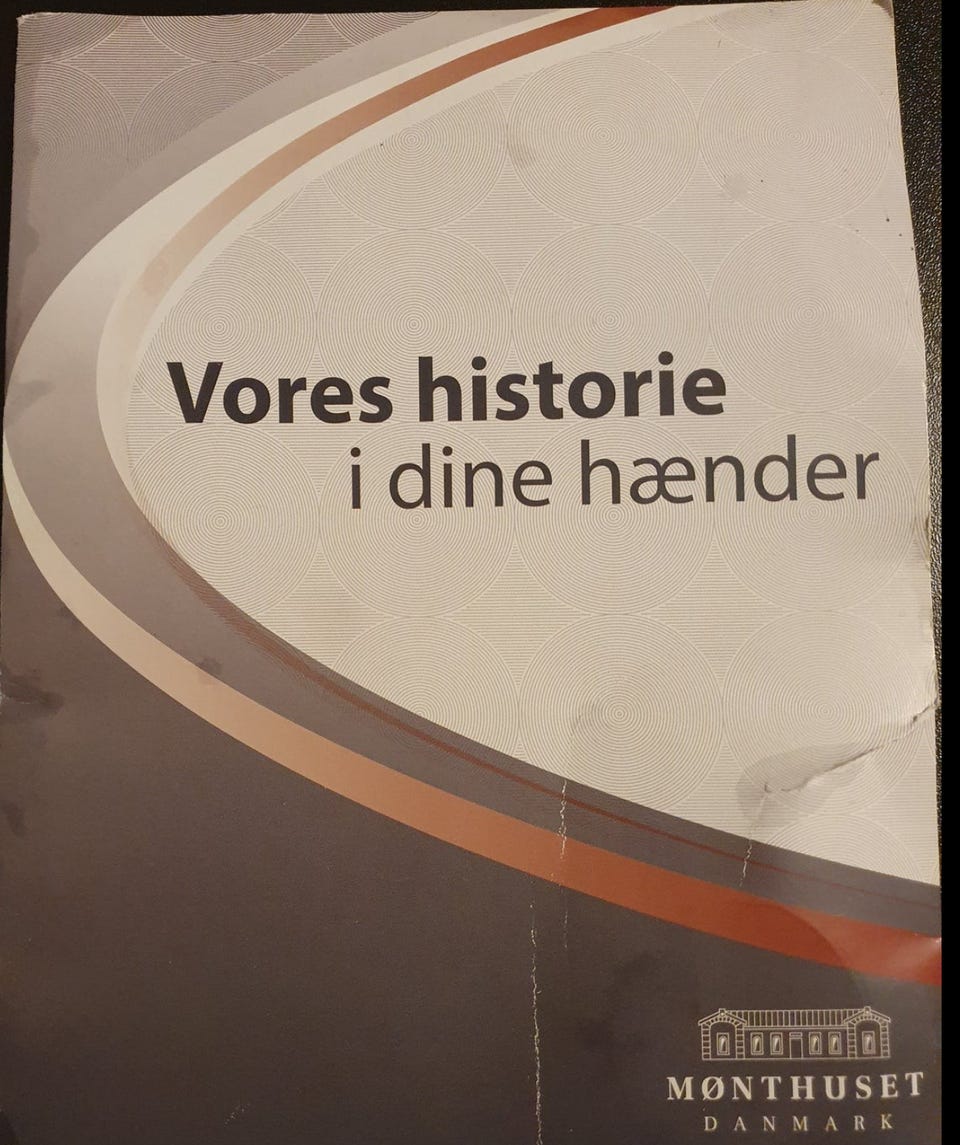 Vores historie
i dine hænder
MØNTHUSET
DANMARK